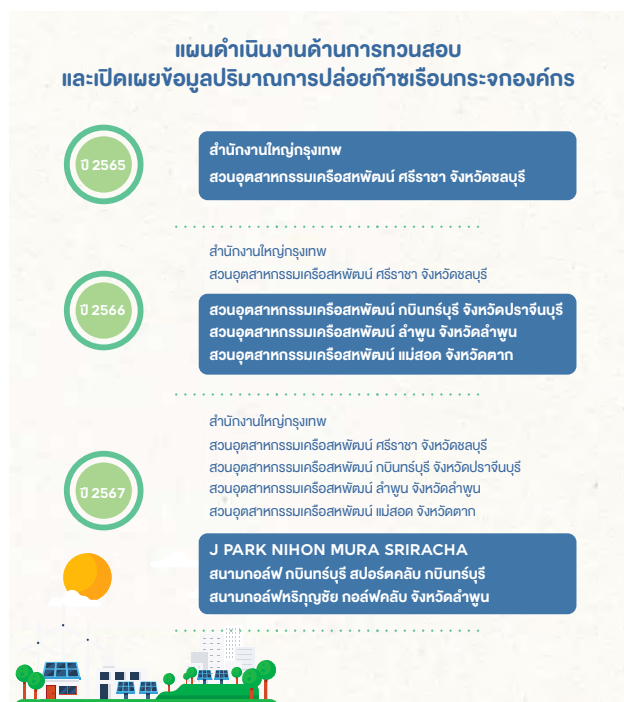 แผนดำเนินงานด้านการทวนสอบ
และเปิดเผยข้อมูลปริมาณการปล่อยก๊าซเรือนกระจกองค์กร
ปี 2565
สำนักงานใหญ่กรุงเทพ
สวนอุตสาหกรรมเครือสหพัฒน์ ศรีราชา จังหวัดชลบุรี
สำนักงานใหญ่กรุงเทพ
สวนอุตสาหกรรมเครือสหพัฒน์ ศรีราชา จังหวัดชลบุรี
ปี 2566
สวนอุตสาหกรรมเครือสหพัฒน์ กบินทร์บุรี จังหวัดปราจีนบุรี
สวนอุตสาหกรรมเครือสหพัฒน์ ลำพูน จังหวัดลำพูน
สวนอุตสาหกรรมเครือสหพัฒน์ แม่สอด จังหวัดตาก
สำนักงานใหญ่กรุงเทพ
สวนอุตสาหกรรมเครือสหพัฒน์ ศรีราชา จังหวัดชลบุรี
สวนอุตสาหกรรมเครือสหพัฒน์ กบินทร์บุรี จังหวัดปราจีนบุรี
สวนอุตสาหกรรมเครือสหพัฒน์ ลำพูน จังหวัดลำพูน
สวนอุตสาหกรรมเครือสหพัฒน์ แม่สอด จังหวัดตาก
ปี 2567
J PARK NIHON MURA SRIRACHA
สนามกอล์ฟ กบินทร์บุรี สปอร์ตคลับ กบินทร์บุรี
สนามกอล์ฟหริภุญชัย กอล์ฟคลับ จังหวัดลำพูน